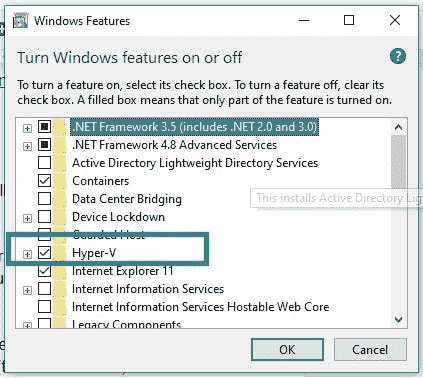 Windows Features
Turn Windows features on or off
To turn a feature on, select its check box. To turn a feature off, clear its
check box. A filled box means that only part of the feature is turned on.
.NET Framework 3.5 (includes .NET 2.0 and 3.0)
.NET Framework 4.8 Advanced Services
Active Directory Lightweight Directory Services
Containers
Data Center Bridging
This installs Active Directory Lig
Device Lockdown
Guarded Host
Hyper-V
Internet Explorer 11
Internet Information Services
Internet Information Services Hostable Web Core
Legacy Components
OK
Cancel